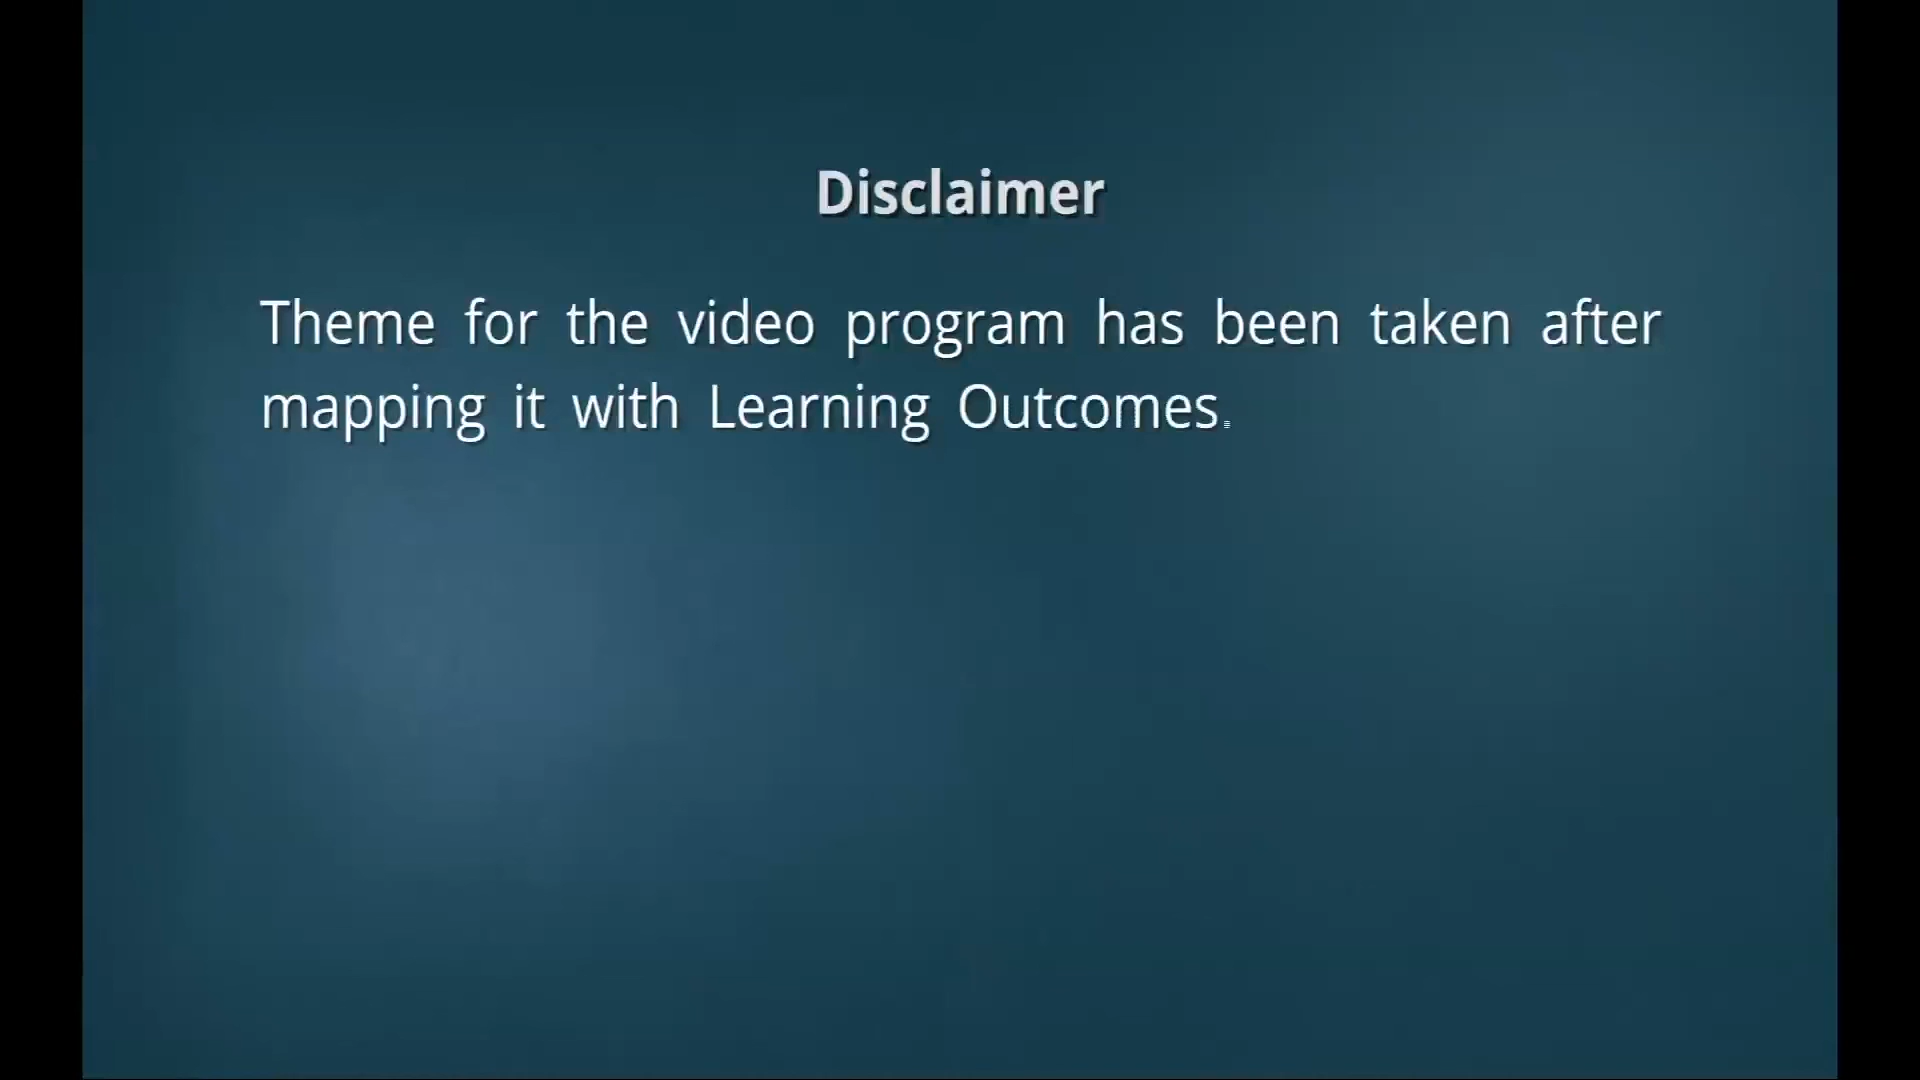 Disclaimer
Theme for the video program has been taken after
mapping it with Learning Outcomes.